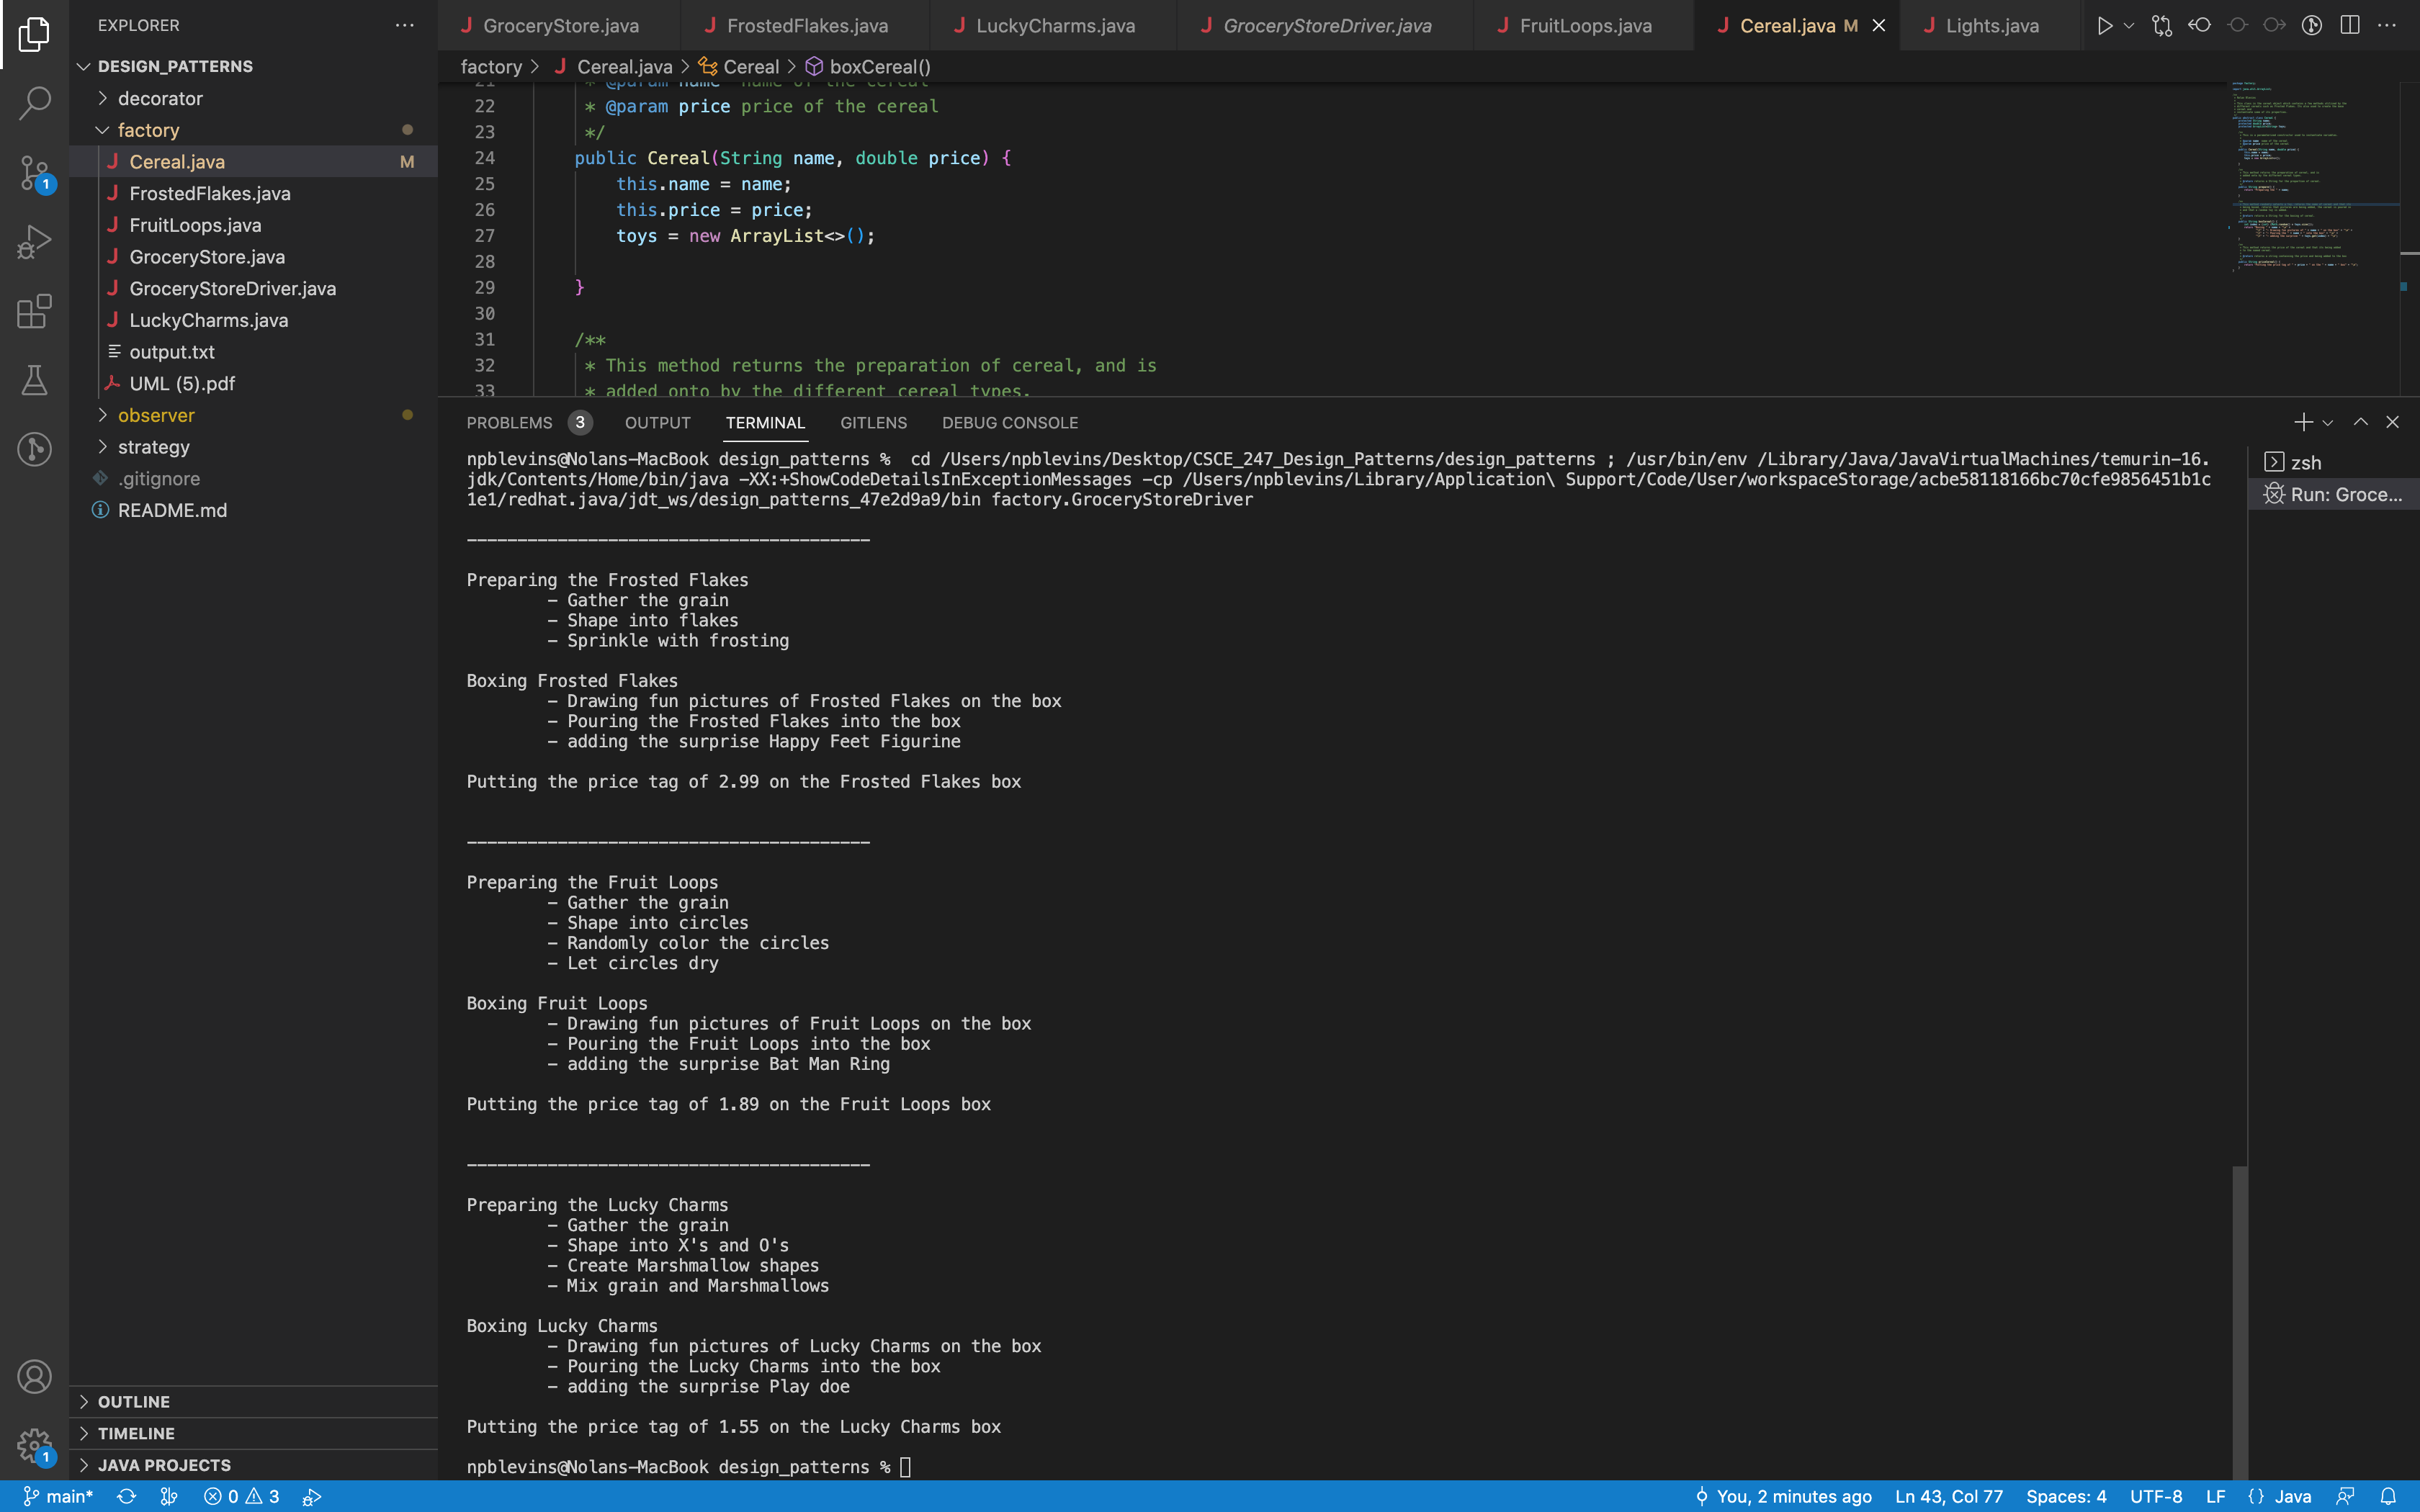 EXPLORER
DESIGN_PATTERNS
decorator
factory
Cereal.java M
FrostedFlakes.java
FruitLoops.java
GroceryStore.java
GroceryStoreDriver.java
LuckyCharms.java
output.txt
UML (5).pdf
observer
strategy
.gitignore
README.md
OUTLINE
TIMELINE
JAVA PROJECTS
1
1
GroceryStore.java FrostedFlakes.java LuckyCharms.java GroceryStoreDriver.java FruitLoops.java Cereal.java M Lights.java
factory > Cereal.java > Cereal > boxCereal()
21 * @param name name of the cereal
22 * @param price price of the cereal
23 */
24 public Cereal(String name, double price) {
25 this.name = name;
26 this.price = price;
27 toys = new ArrayList<>();
28
29 }
30
31 /**
32 * This method returns the preparation of cereal, and is
33 * added onto by the different cereal types.
PROBLEMS 3 OUTPUT TERMINAL GITLENS DEBUG CONSOLE
npblevins@Nolans-MacBook design_patterns %  cd /Users/npblevins/Desktop/CSCE_247_Design_Patterns/design_patterns ; /usr/bin/env /Library/Java/JavaVirtualMachines/temurin-16.
jdk/Contents/Home/bin/java -XX:+ShowCodeDetailsInExceptionMessages -cp /Users/npblevins/Library/Application\ Support/Code/User/workspaceStorage/acbe58118166bc70cfe9856451b1c
1e1/redhat.java/jdt_ws/design_patterns_47e2d9a9/bin factory.GroceryStoreDriver
----------------------------------------
Preparing the Frosted Flakes
- Gather the grain
- Shape into flakes
- Sprinkle with frosting
Boxing Frosted Flakes
- Drawing fun pictures of Frosted Flakes on the box
- Pouring the Frosted Flakes into the box
- adding the surprise Happy Feet Figurine
Putting the price tag of 2.99 on the Frosted Flakes box
----------------------------------------
Preparing the Fruit Loops
- Gather the grain
- Shape into circles
- Randomly color the circles
- Let circles dry
Boxing Fruit Loops
- Drawing fun pictures of Fruit Loops on the box
- Pouring the Fruit Loops into the box
- adding the surprise Bat Man Ring
Putting the price tag of 1.89 on the Fruit Loops box
----------------------------------------
Preparing the Lucky Charms
- Gather the grain
- Shape into X's and O's
- Create Marshmallow shapes
- Mix grain and Marshmallows
Boxing Lucky Charms
- Drawing fun pictures of Lucky Charms on the box
- Pouring the Lucky Charms into the box
- adding the surprise Play doe
Putting the price tag of 1.55 on the Lucky Charms box
npblevins@Nolans-MacBook design_patterns %
zsh
Run: Groce...
main* 0 3 You, 2 minutes ago Ln 43, Col 77 Spaces: 4 UTF-8 LF {} Java